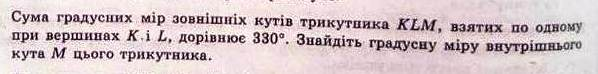 Сума градусних мір зовнішніх кутів трикутника KLM, взятих по одному
при вершинах K і L, дорівнює 330°. Знайдіть градусну міру внутрішнього
кута M цього трикутника.